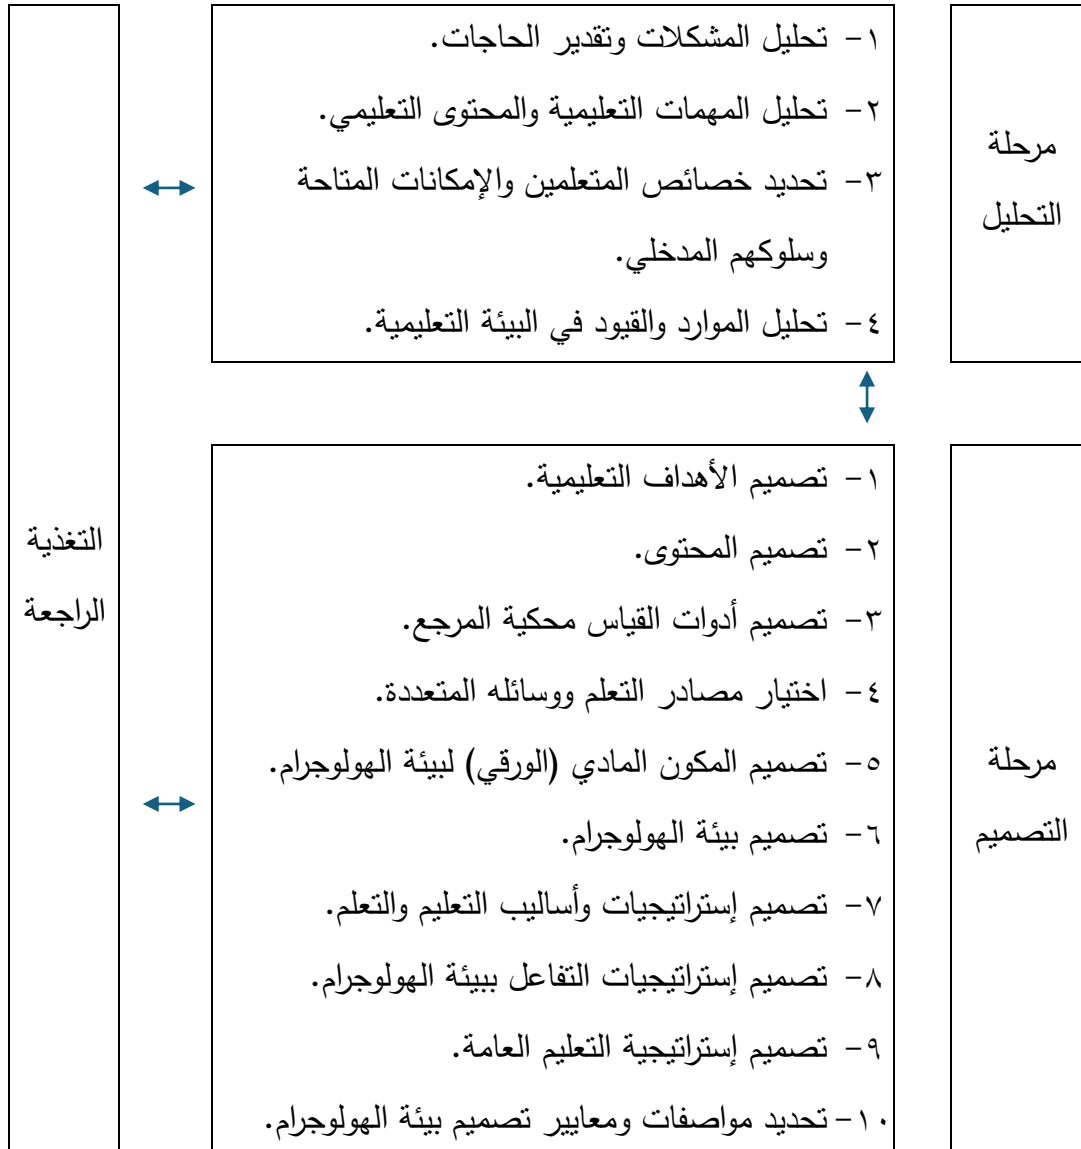 مرحلة
التحليل
١- تحليل المشكلات وتقدير الحاجات.
٢- تحليل المهمات التعليمية والمحتوى التعليمي.
٣- تحديد خصائص المتعلمين والإمكانات المتاحة
وسلوكهم المدخلي.
٤- تحليل الموارد والقيود في البيئة التعليمية.
مرحلة
التصميم
١- تصميم الأهداف التعليمية.
٢- تصميم المحتوى.
٣- تصميم أدوات القياس محكية المرجع.
٤- اختيار مصادر التعلم ووسائله المتعددة.
٥- تصميم المكون المادي (الورقي) لبيئة الهولوجرام.
٦- تصميم بيئة الهولوجرام.
٧- تصميم إستراتيجيات وأساليب التعليم والتعلم.
٨- تصميم إستراتيجيات التفاعل ببيئة الهولوجرام.
٩- تصميم إستراتيجية التعليم العامة.
١٠- تحديد مواصفات ومعايير تصميم بيئة الهولوجرام.
التغذية
الراجعة